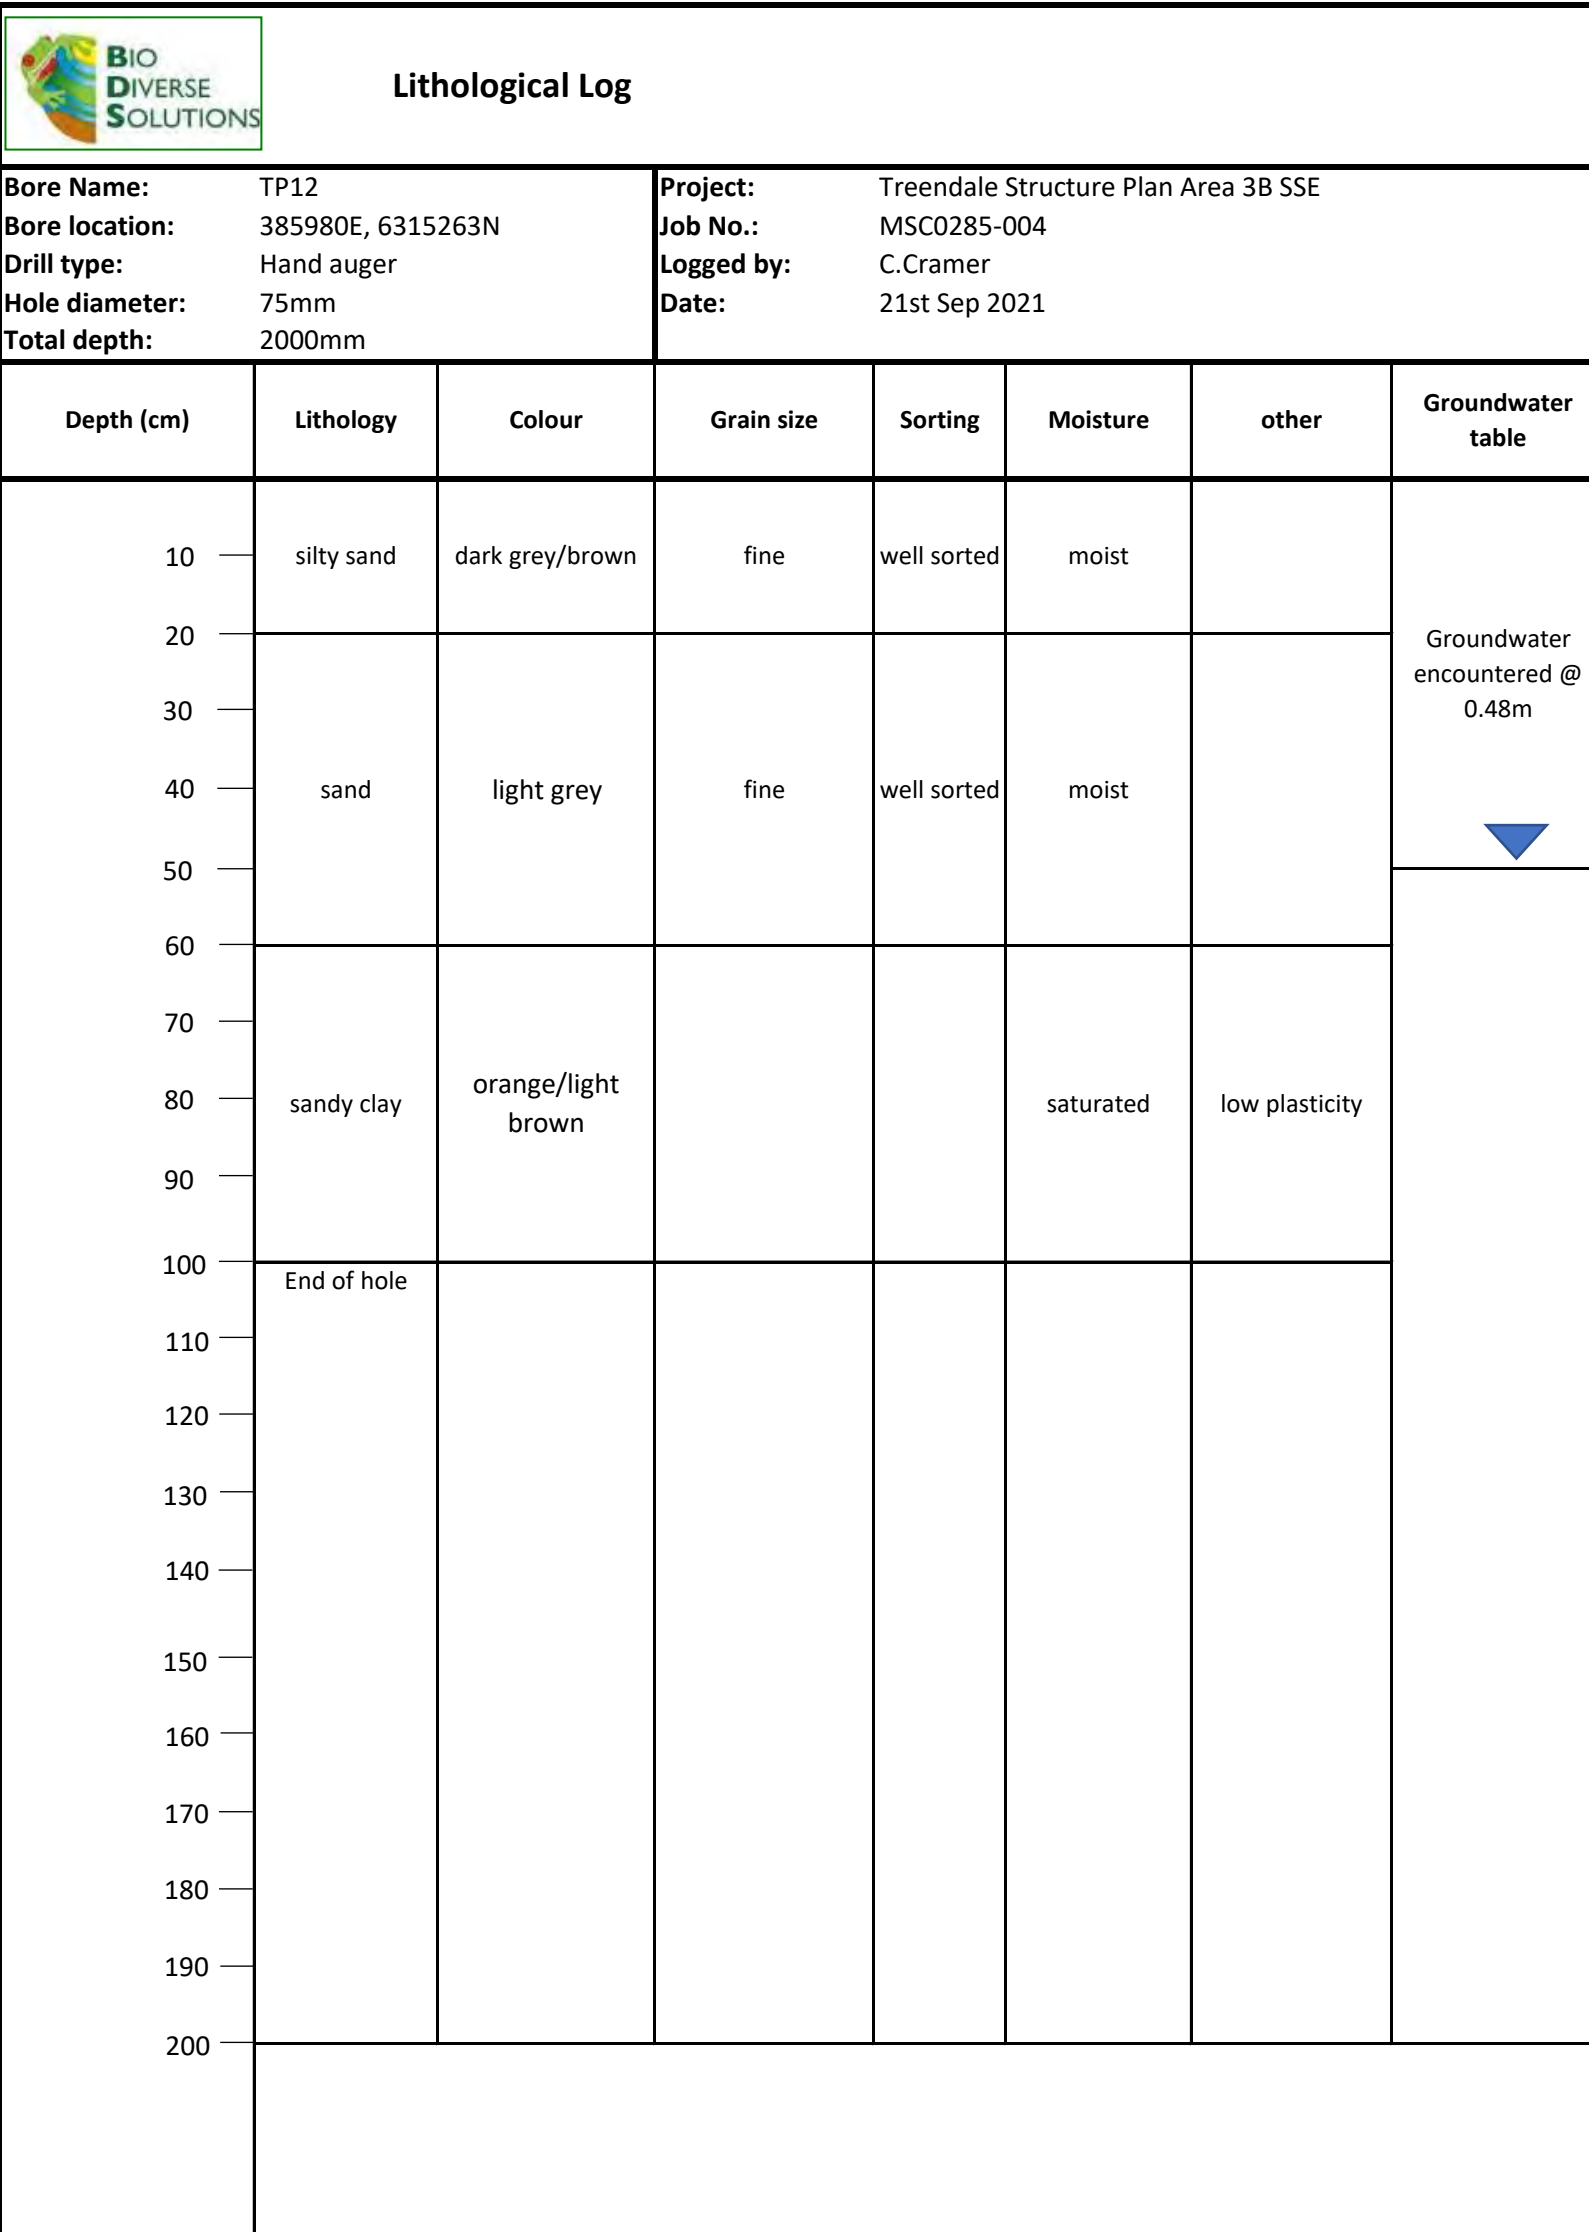 BIO
DIVERSE
SOLUTIONS
Lithological Log
Bore Name: TP12 Project: Treendale Structure Plan Area 3B SSE
Bore location: 385980E, 6315263N Job No.: MSC0285-004
Drill type: Hand auger Logged by: C.Cramer
Hole diameter: 75mm Date: 21st Sep 2021
Total depth: 2000mm
Depth (cm) Lithology Colour Grain size Sorting Moisture other Groundwater
table
10 silty sand dark grey/brown fine well sorted moist
20
Groundwater
encountered @
0.48m
30
40 sand light grey fine well sorted moist
50
60
70
80 sandy clay orange/light
brown
saturated low plasticity
90
100
End of hole
110
120
130
140
150
160
170
180
190
200